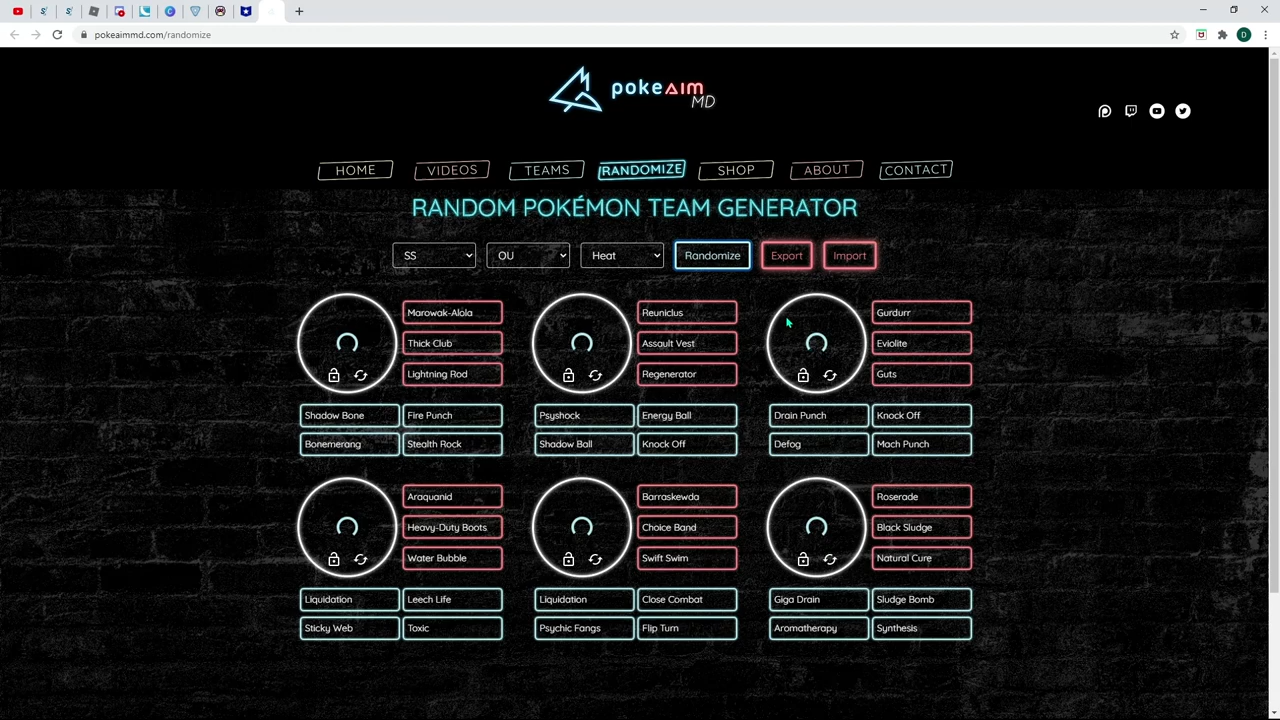 pokeaimmd.com/randomize
D
pokeAIM
MD
HOME VIDEOS TEAMS RANDOMIZE SHOP ABOUT CONTACT
RANDOM POKÉMON TEAM GENERATOR
SS OU Heat Randomize Export Import
Marowak-Alola Reuniclus Gurdurr
Thick Club Assault Vest Eviolite
Lightning Rod Regenerator Guts
Shadow Bone Fire Punch Psyshock Energy Ball Drain Punch Knock Off
Bonemerang Stealth Rock Shadow Ball Knock Off Defog Mach Punch
Araquanid Barraskewda Roserade
Heavy-Duty Boots Choice Band Black Sludge
Water Bubble Swift Swim Natural Cure
Liquidation Leech Life Liquidation Close Combat Giga Drain Sludge Bomb
Sticky Web Toxic Psychic Fangs Flip Turn Aromatherapy Synthesis